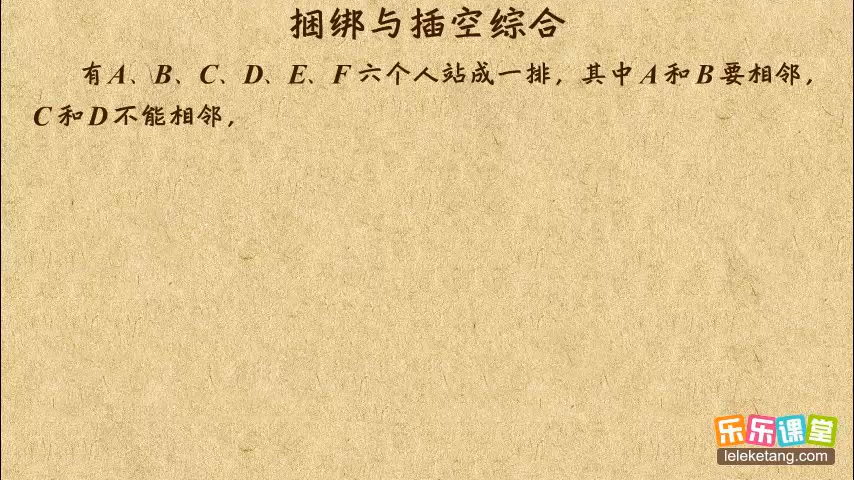 捆绑与插空综合
有A、B、C、D、E、F六个人站成一排，其中A和B要相邻，
C和D不能相邻，
乐乐课堂
leleketang.com